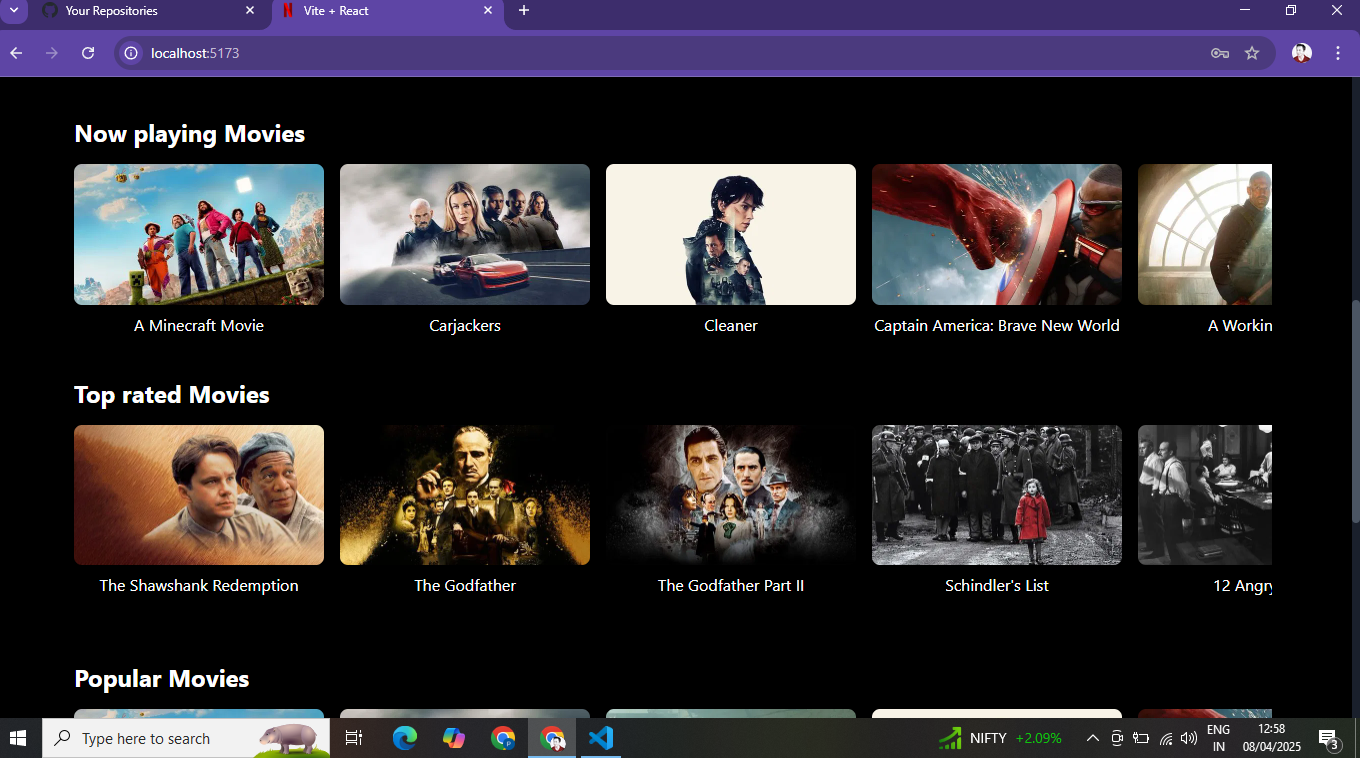 Your Repositories
Vite + React
localhost:5173
Now playing Movies
A Minecraft Movie
Carjackers
Cleaner
Captain America: Brave New World
A Workin
Top rated Movies
The Shawshank Redemption
The Godfather
The Godfather Part II
Schindler's List
12 Angry
Popular Movies
Type here to search
NIFTY +2.09%
ENG
IN
12:58
08/04/2025
3